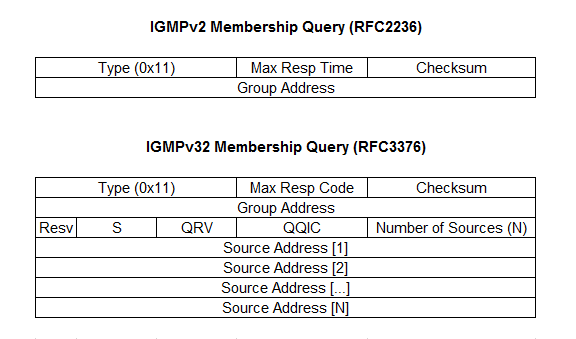 IGMPv2 Membership Query (RFC2236)
Type (0x11) Max Resp Time Checksum
Group Address
IGMPv32 Membership Query (RFC3376)
Type (0x11) Max Resp Code Checksum
Group Address
Resv S QRV QQIC Number of Sources (N)
Source Address [1]
Source Address [2]
Source Address [...]
Source Address [N]